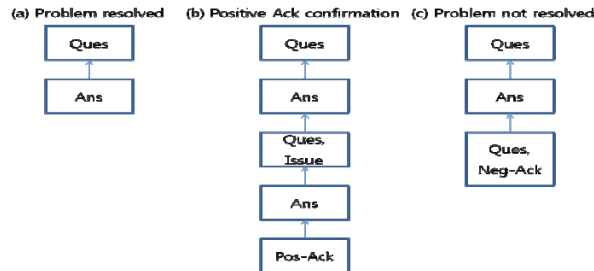 (a) Problem resolved
Ques
Ans
(b) Positive Ack confirmation
Ques
Ans
Ques,
Issue
Ans
Pos-Ack
(c) Problem not resolved
Ques
Ans
Ques,
Neg-Ack